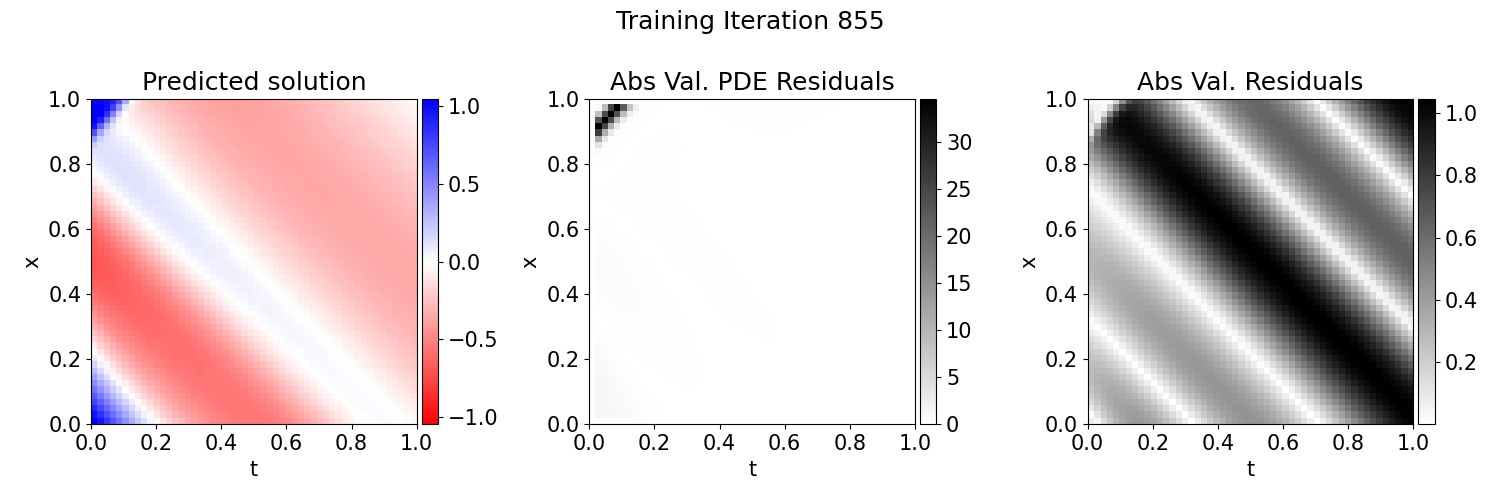 Training Iteration 855
Predicted solution
1.0
0.8
0.6
0.4
0.2
0.0
x
0.0 0.2 0.4 0.6 0.8 1.0
t
1.0
0.5
0.0
−0.5
−1.0
Abs Val. PDE Residuals
1.0
0.8
0.6
0.4
0.2
0.0
x
0.0 0.2 0.4 0.6 0.8 1.0
t
30
25
20
15
10
5
0
Abs Val. Residuals
1.0
0.8
0.6
0.4
0.2
0.0
x
0.0 0.2 0.4 0.6 0.8 1.0
t
1.0
0.8
0.6
0.4
0.2